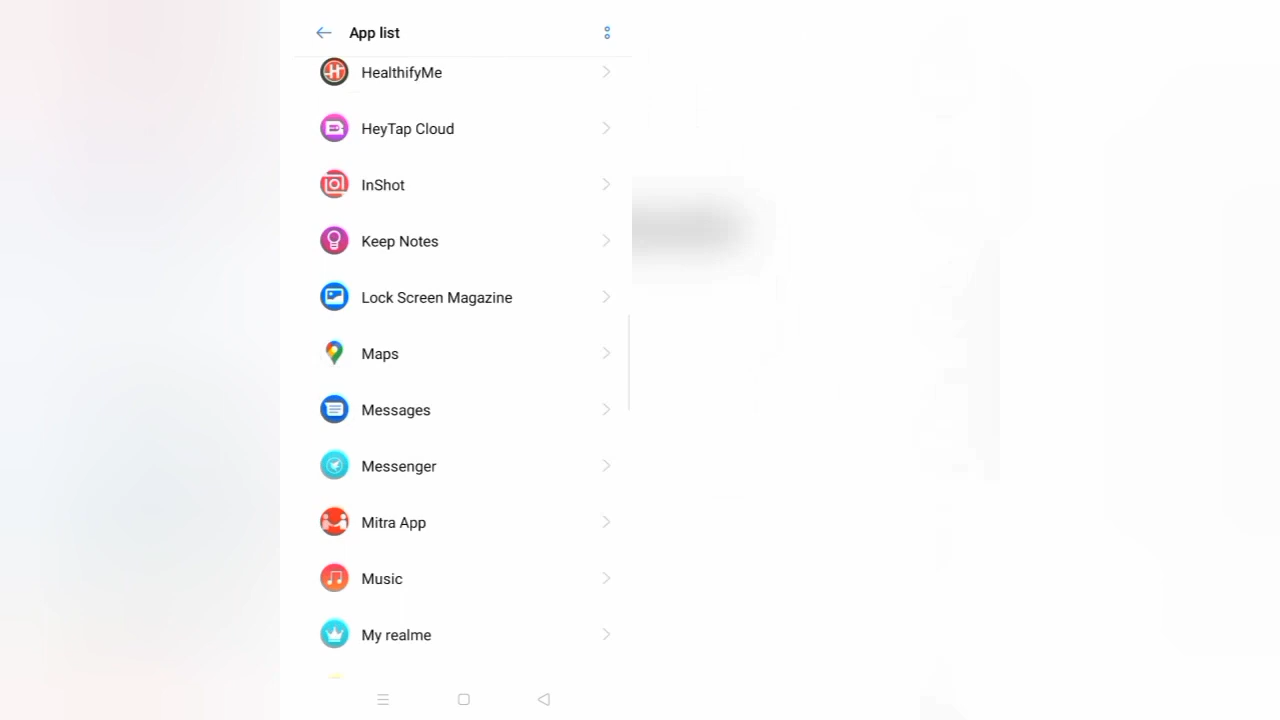 App list
HealthifyMe
HeyTap Cloud
InShot
Keep Notes
Lock Screen Magazine
Maps
Messages
Messenger
Mitra App
Music
My realme